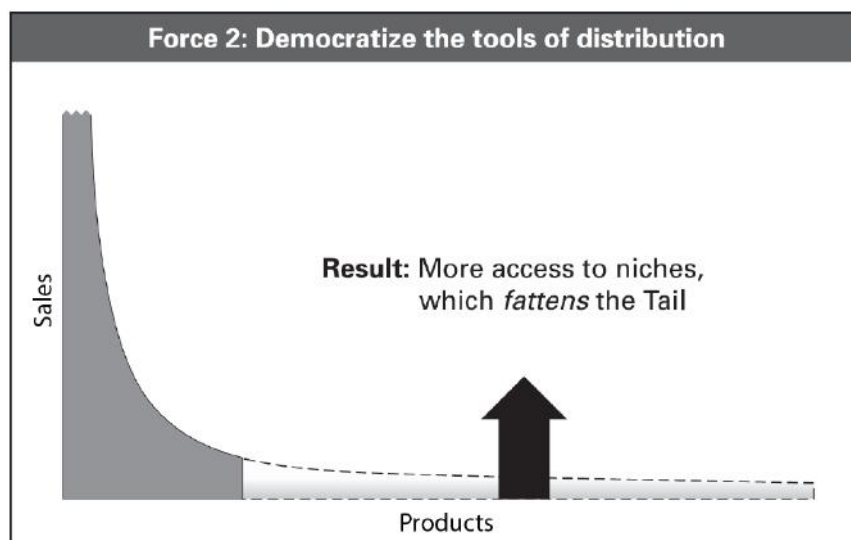 Force 2: Democratize the tools of distribution
Result: More access to niches,
which fattens the Tail
Sales
Products